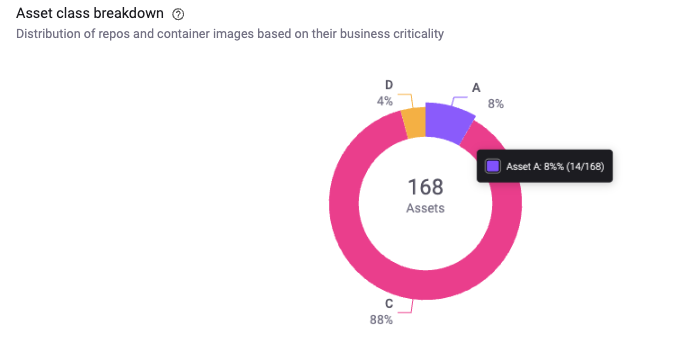 Asset class breakdown ?
Distribution of repos and container images based on their business criticality
D
4%
A
8%
Asset A: 8%% (14/168)
168
Assets
C
88%